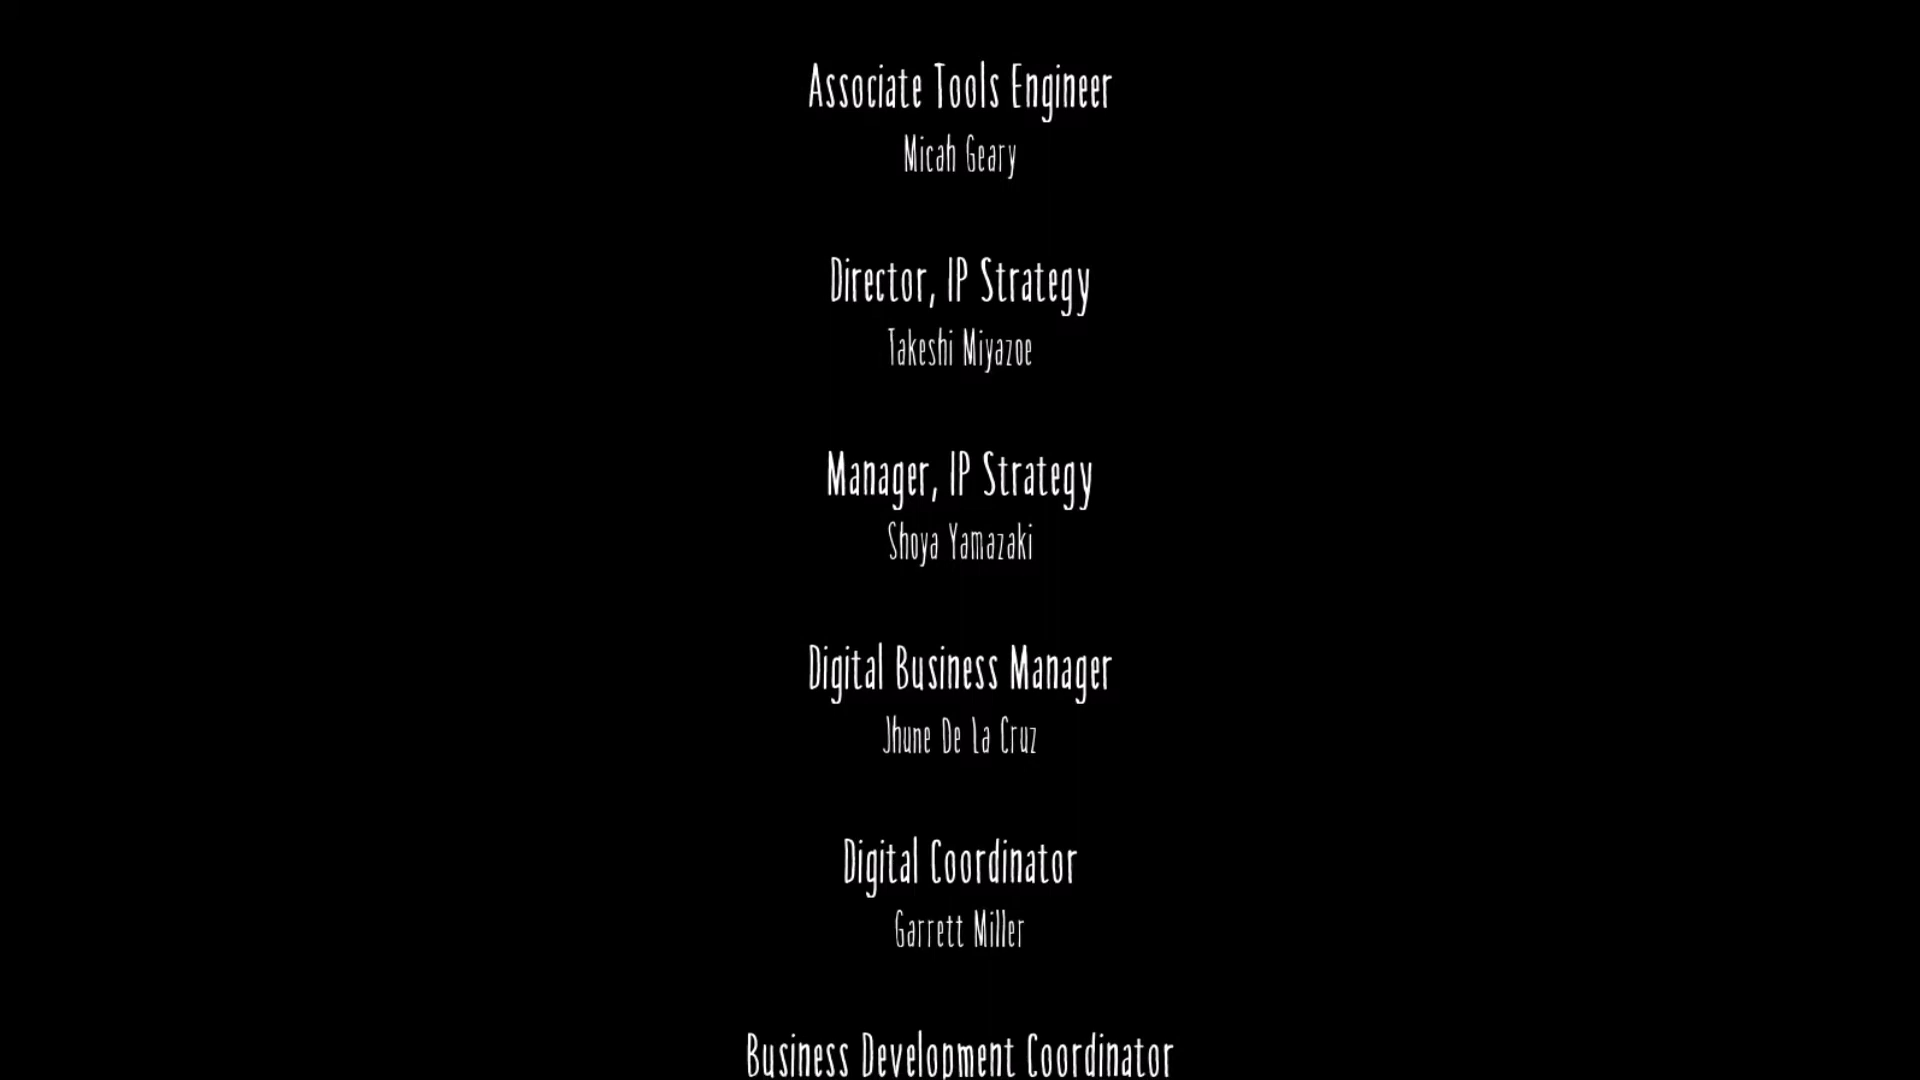 Associate Tools Engineer
Micah Geary
Director, IP Strategy
Takeshi Miyazoe
Manager, IP Strategy
Shoya Yamazaki
Digital Business Manager
Jhune De La Cruz
Digital Coordinator
Garrett Miller
Business Development Coordinator